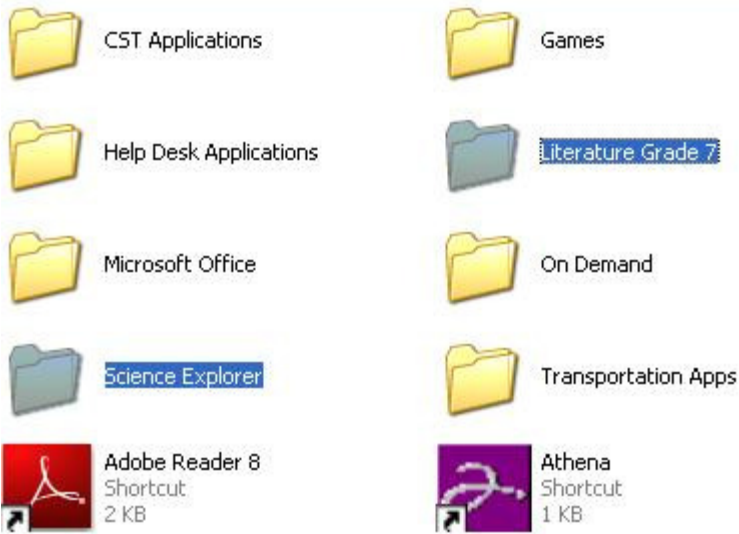 CST Applications
Games
Help Desk Applications
Literature Grade 7
Microsoft Office
On Demand
Science Explorer
Transportation Apps
Adobe Reader 8
Shortcut
2 KB
Athena
Shortcut
1 KB